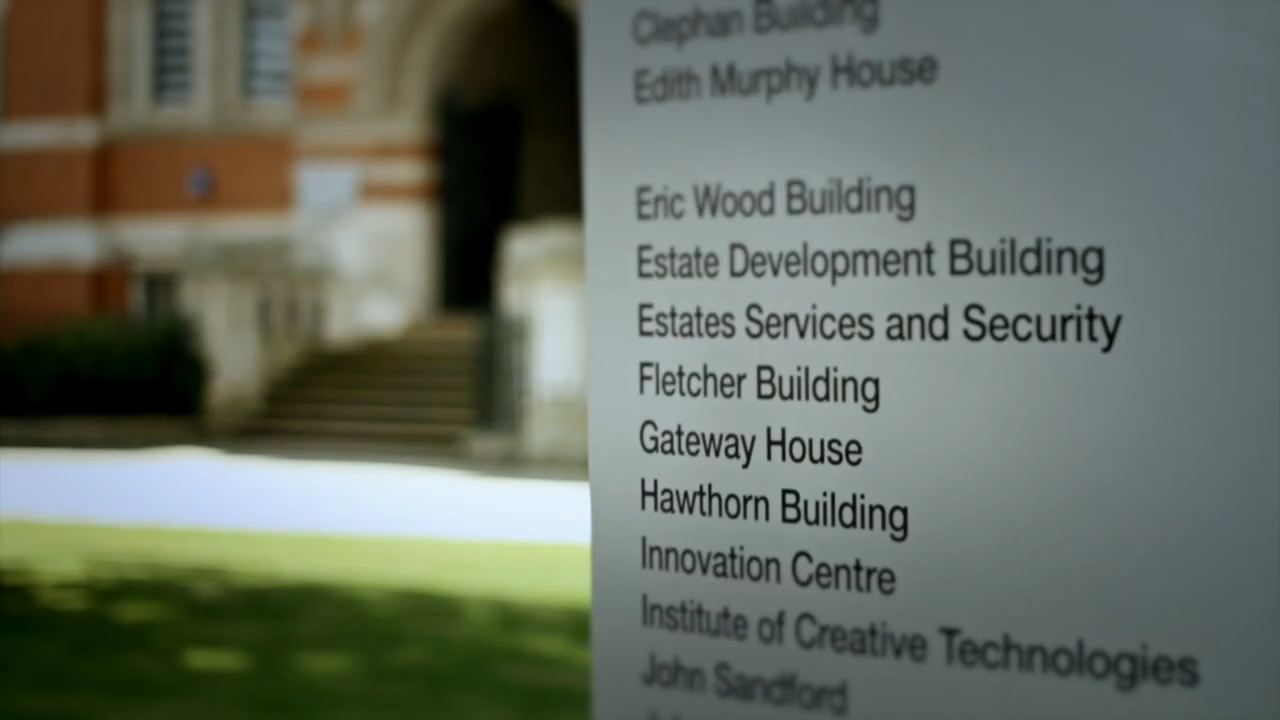 Clephan Building
Edith Murphy House
Eric Wood Building
Estate Development Building
Estates Services and Security
Fletcher Building
Gateway House
Hawthorn Building
Innovation Centre
Institute of Creative Technologies
John Sandford